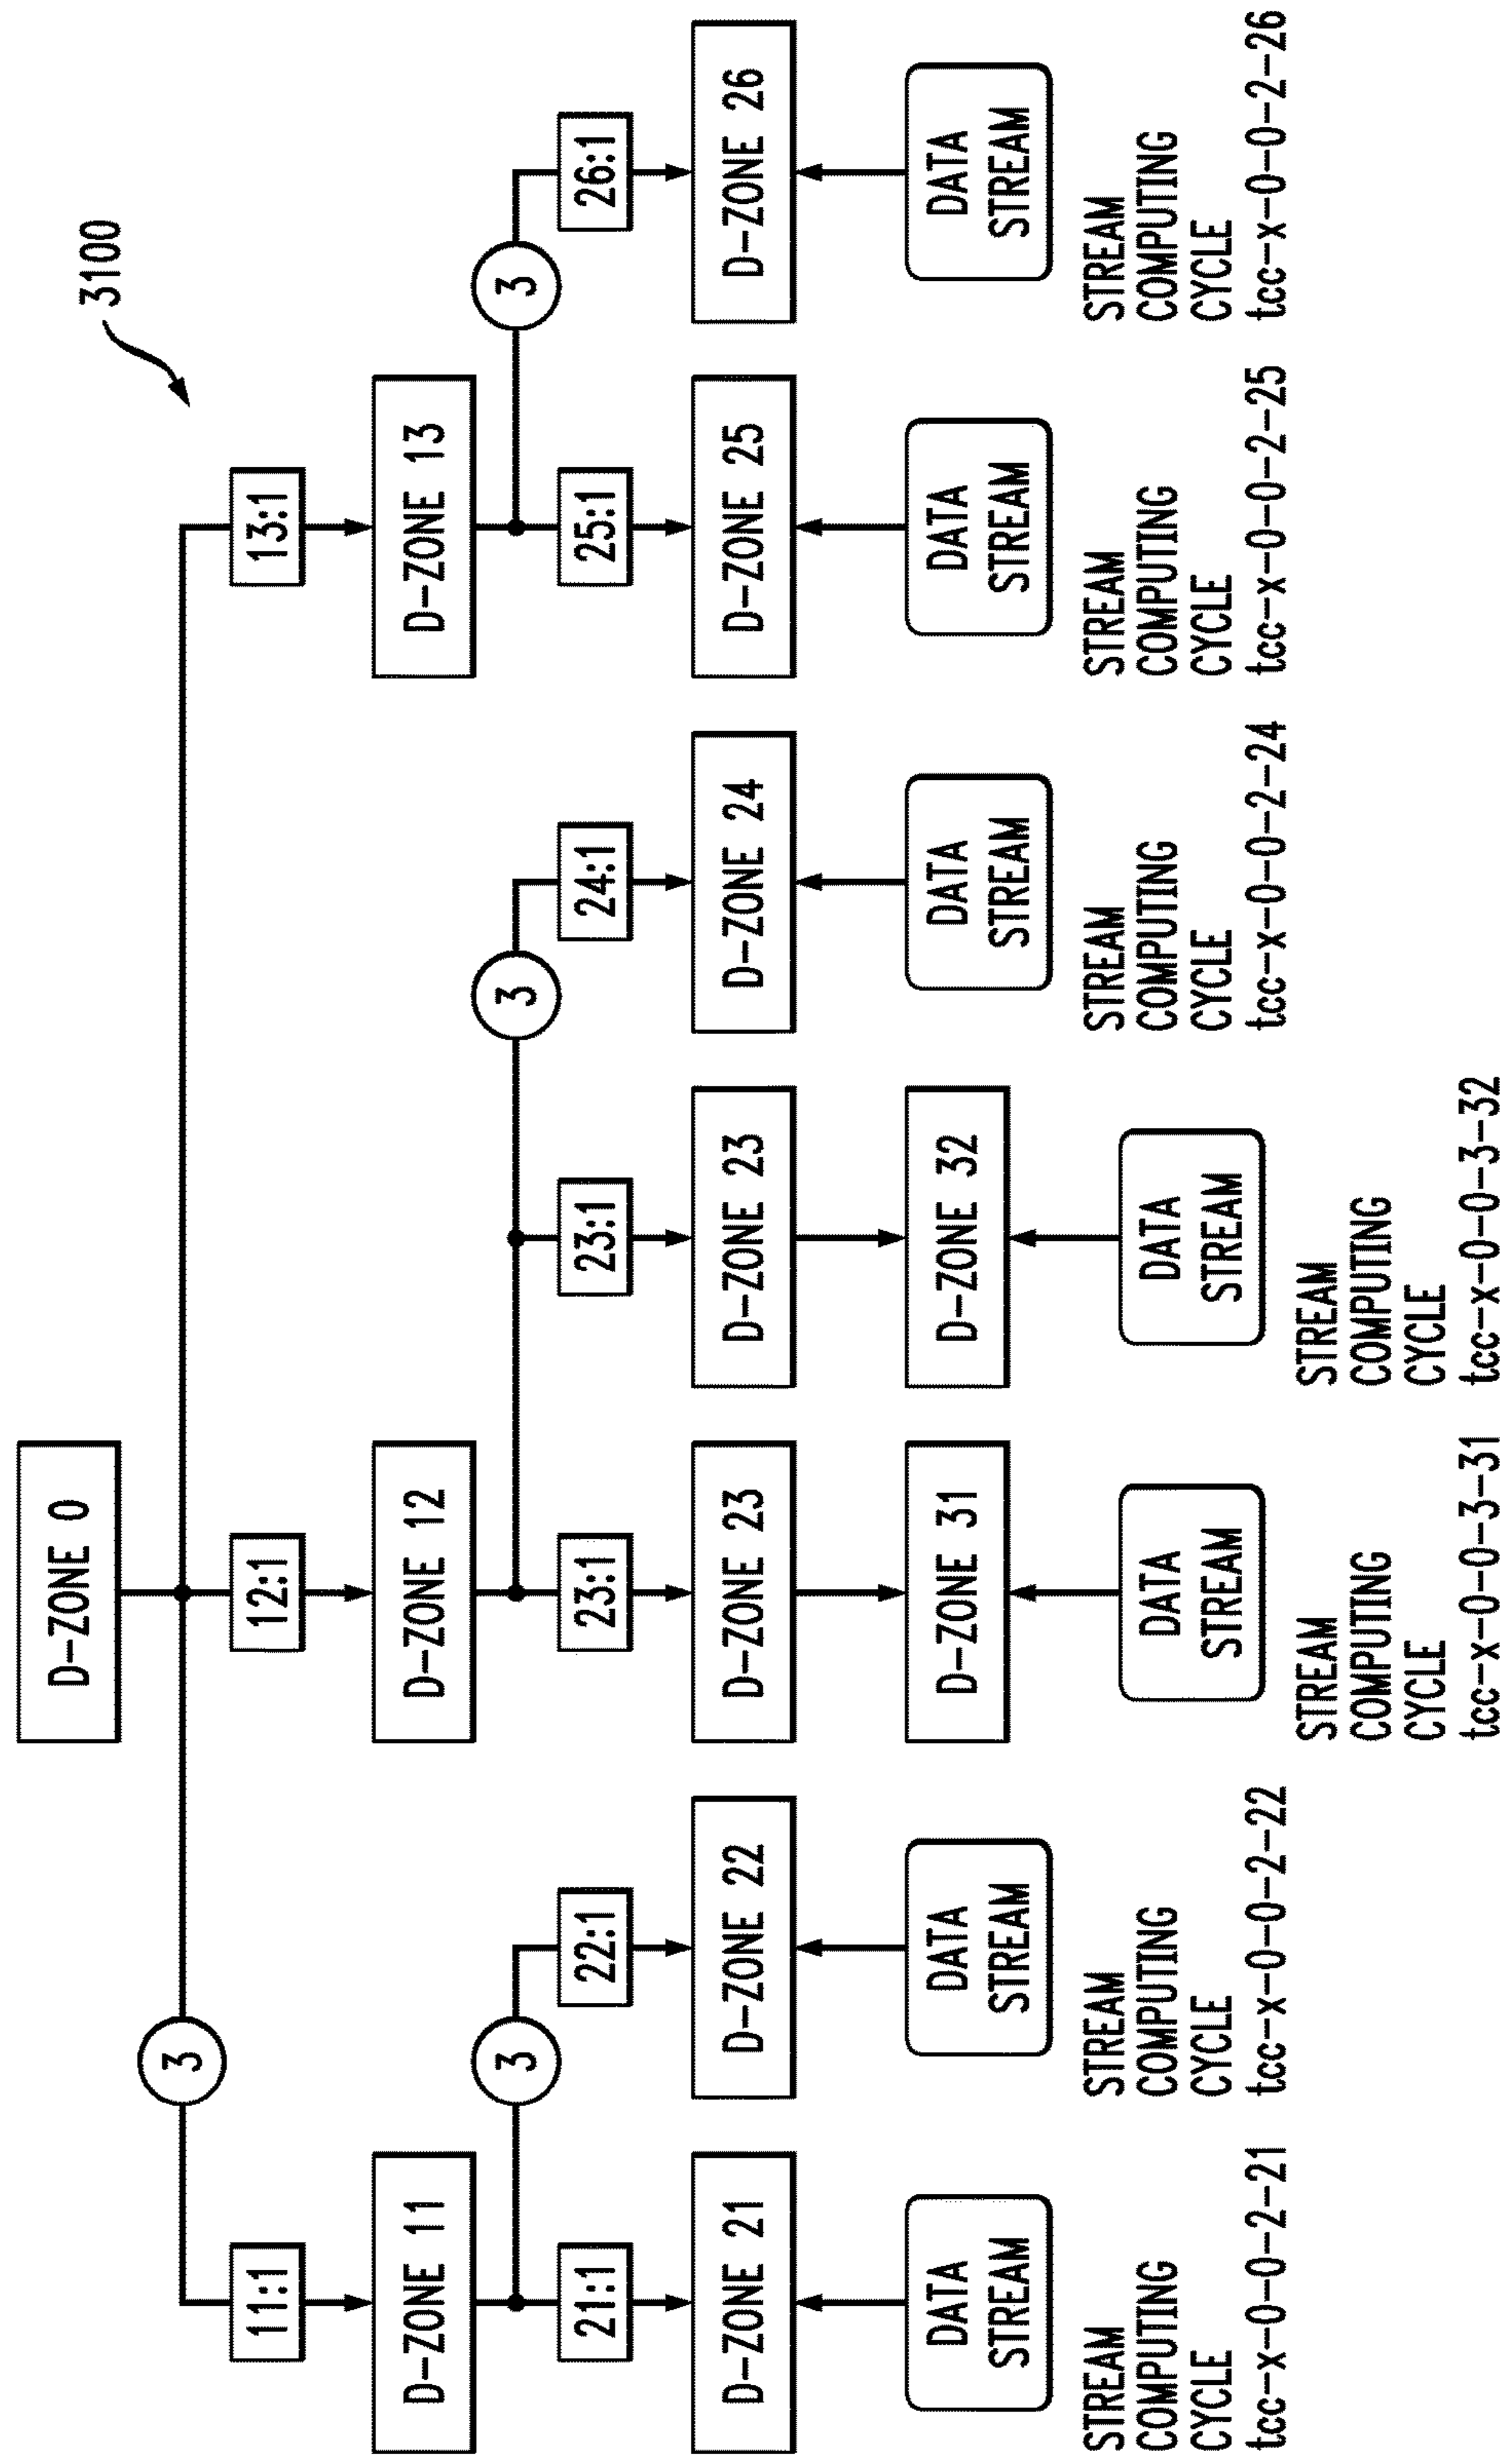 3100
D-ZONE 0
3
11:1
12:1
13:1
D-ZONE 11
D-ZONE 12
D-ZONE 13
3
3
3
21:1
22:1
23:1
23:1
24:1
25:1
26:1
D-ZONE 21
D-ZONE 22
D-ZONE 23
D-ZONE 23
D-ZONE 24
D-ZONE 25
D-ZONE 26
DATA
STREAM
DATA
STREAM
D-ZONE 31
D-ZONE 32
DATA
STREAM
DATA
STREAM
DATA
STREAM
STREAM
COMPUTING
CYCLE
tcc-x-0-0-2-21
STREAM
COMPUTING
CYCLE
tcc-x-0-0-2-22
DATA
STREAM
DATA
STREAM
STREAM
COMPUTING
CYCLE
tcc-x-0-0-2-24
STREAM
COMPUTING
CYCLE
tcc-x-0-0-2-25
STREAM
COMPUTING
CYCLE
tcc-x-0-0-2-26
STREAM
COMPUTING
CYCLE
tcc-x-0-0-3-31
STREAM
COMPUTING
CYCLE
tcc-x-0-0-3-32